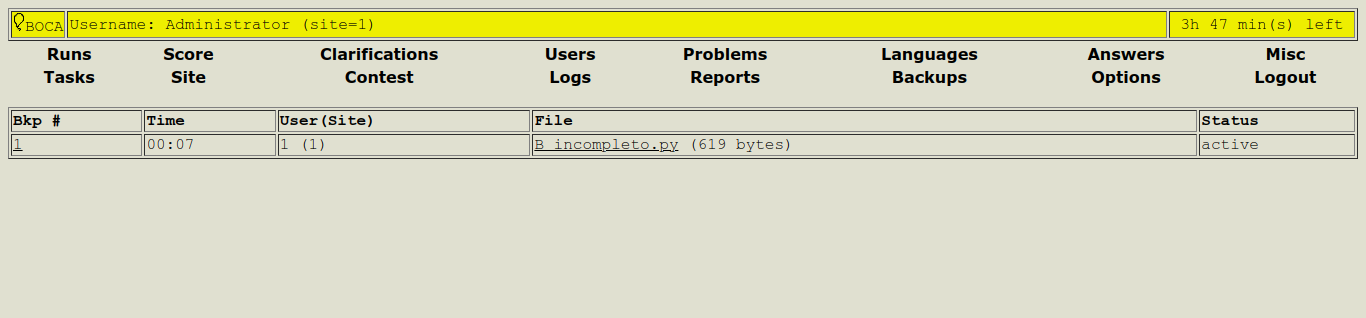 BOCA Username: Administrator (site=1) 3h 47 min(s) left
Runs Score Clarifications Users Problems Languages Answers Misc
Tasks Site Contest Logs Reports Backups Options Logout
Bkp # Time User(Site) File Status
1 00:07 1 (1) B_incompleto.py (619 bytes) active